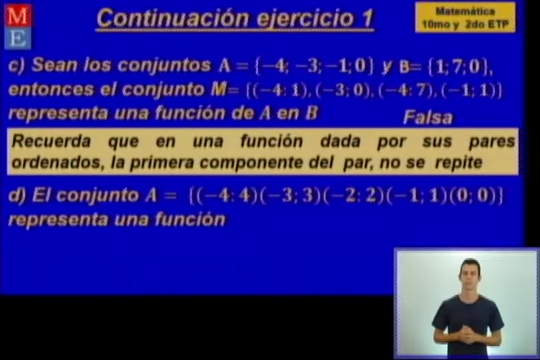 M
E
Continuación ejercicio 1
Matemática
10mo y 2do ETP
c) Sean los conjuntos A = {−4; −3; −1; 0} y B= {1; 7; 0},
entonces el conjunto M= {(−4: 1), (−3; 0), (−4: 7), (−1; 1)}
representa una función de A en B
Falsa
Recuerda que en una función dada por sus pares
ordenados, la primera componente del par, no se repite
d) El conjunto A = {(−4: 4)(−3; 3)(−2: 2)(−1; 1)(0; 0)}
representa una función